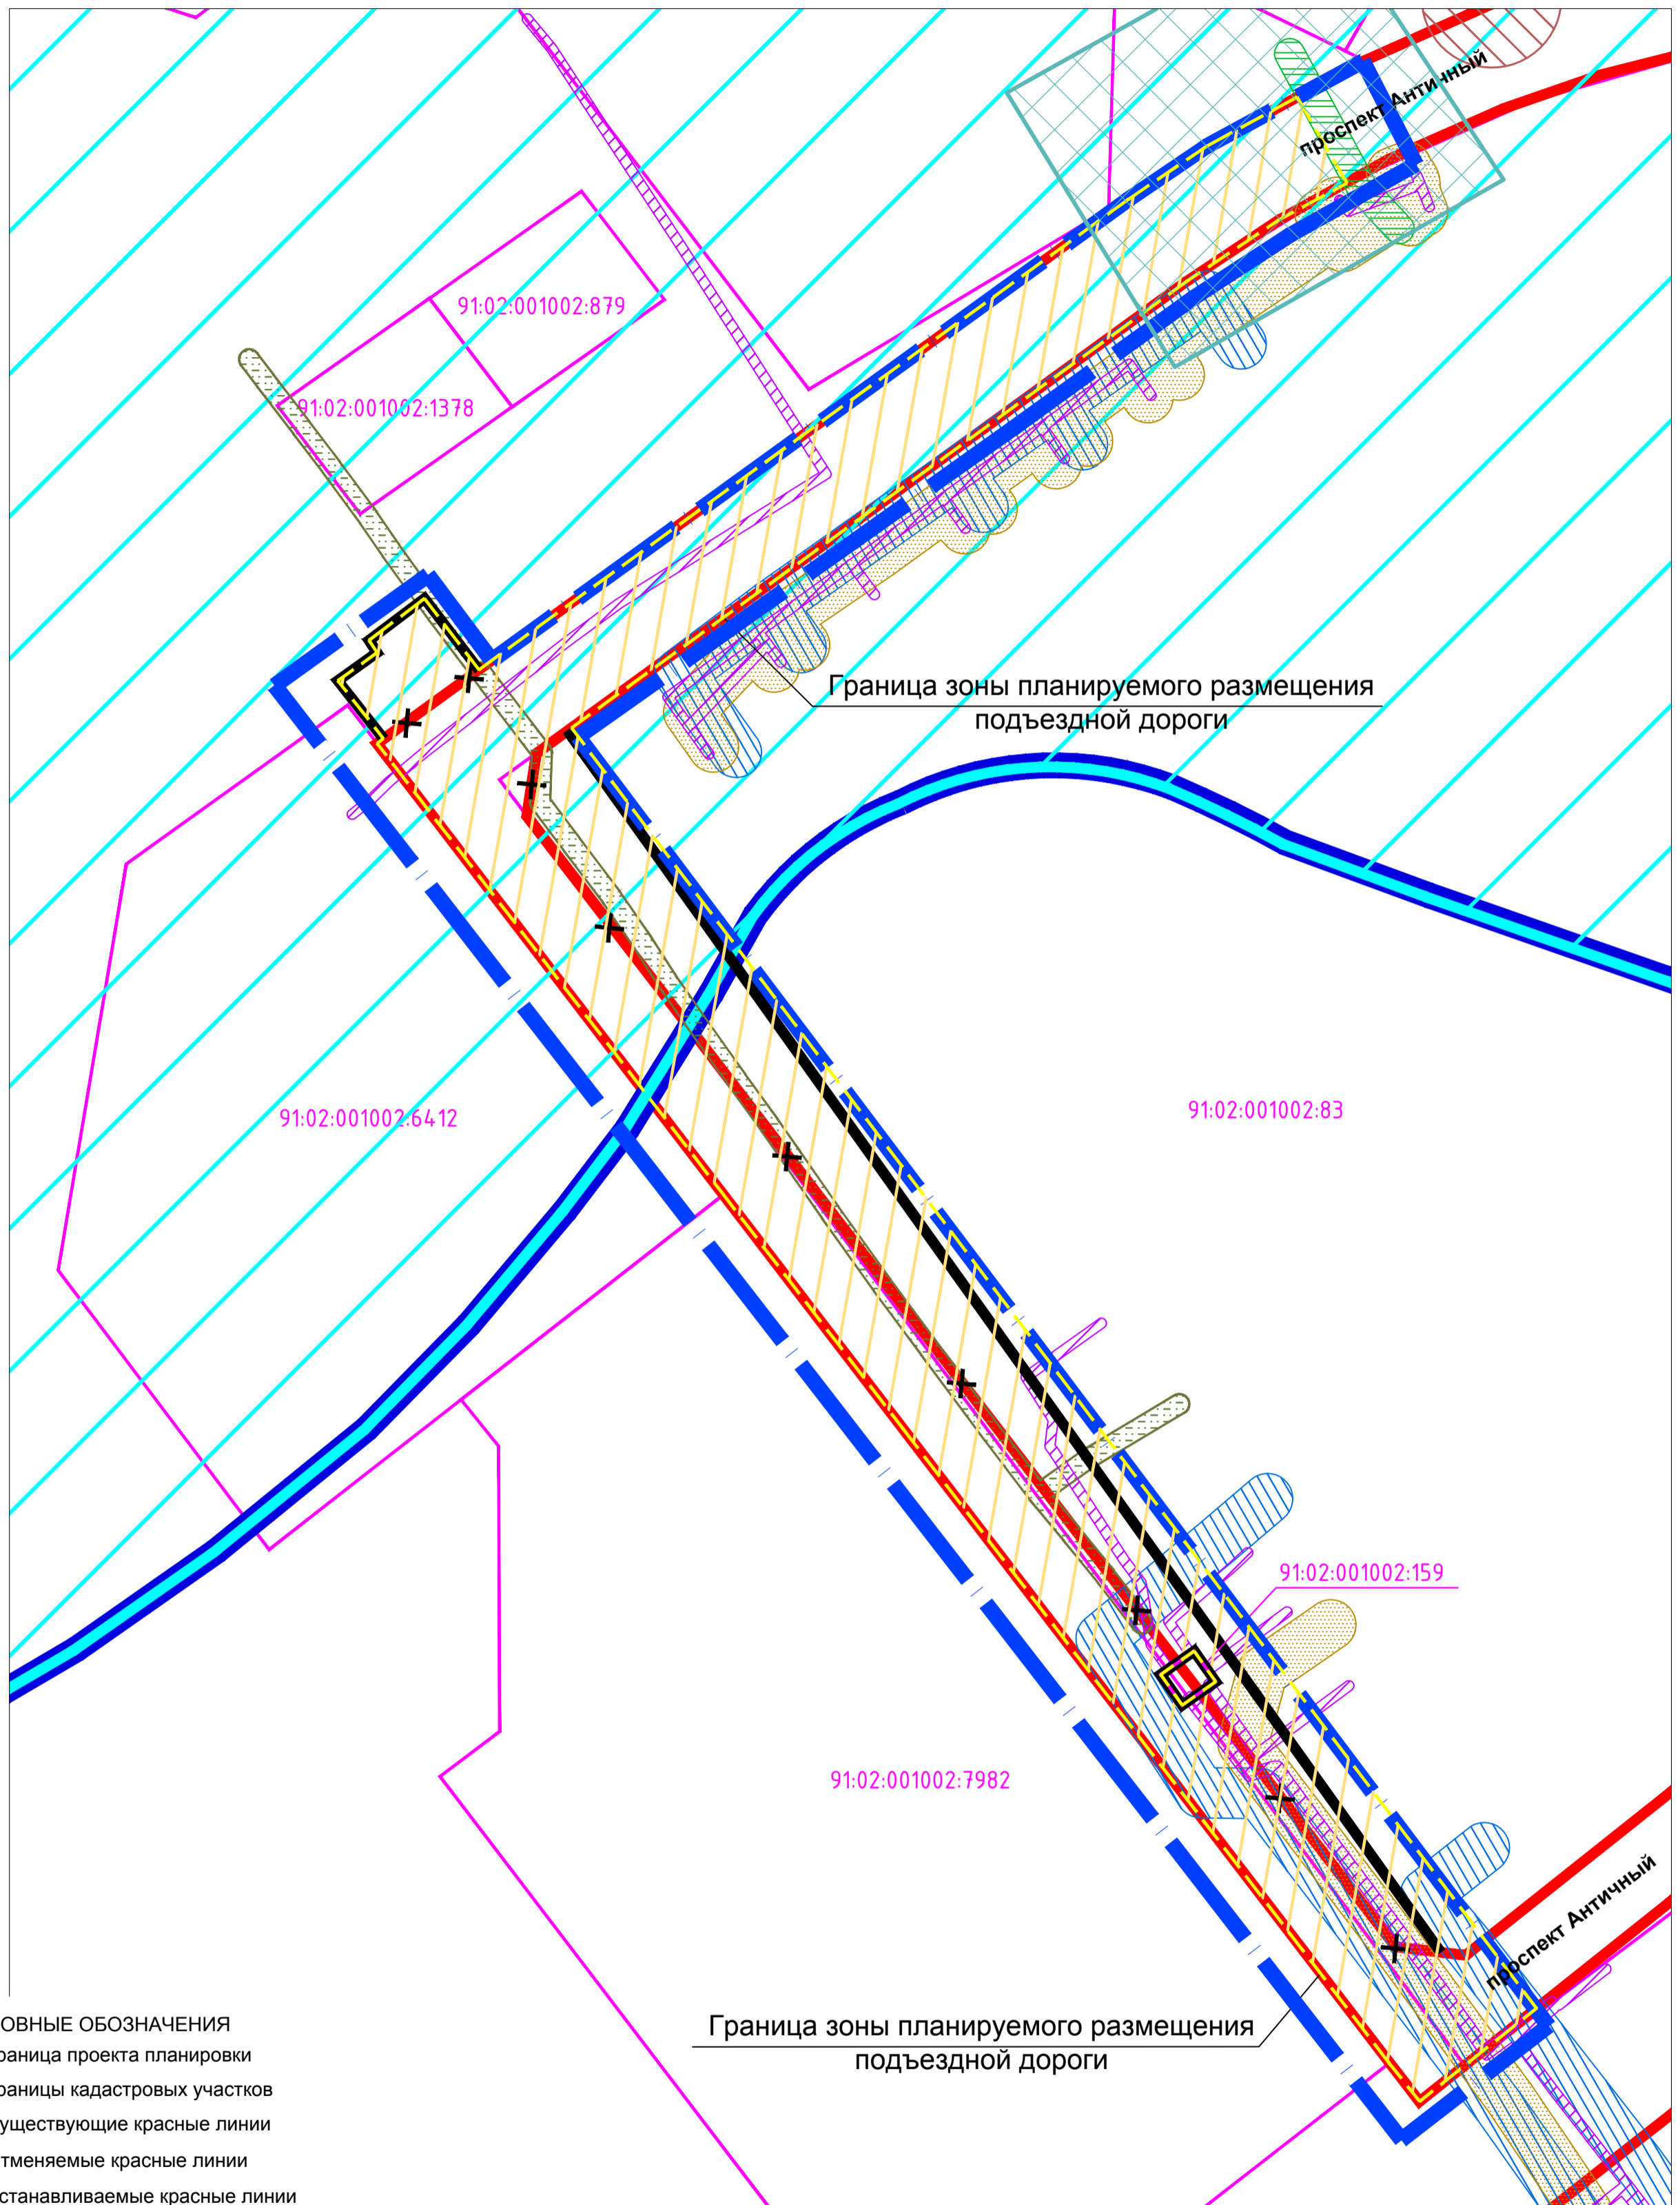 проспект Античный
91:02:001002:879
91:02:001002:1378
Граница зоны планируемого размещения
подъездной дороги
91:02:001002:6412
91:02:001002:83
91:02:001002:159
91:02:001002:7982
проспект Античный
Граница зоны планируемого размещения
подъездной дороги
ОВНЫЕ ОБОЗНАЧЕНИЯ
раница проекта планировки
раницы кадастровых участков
уществующие красные линии
тменяемые красные линии
станавливаемые красные линии